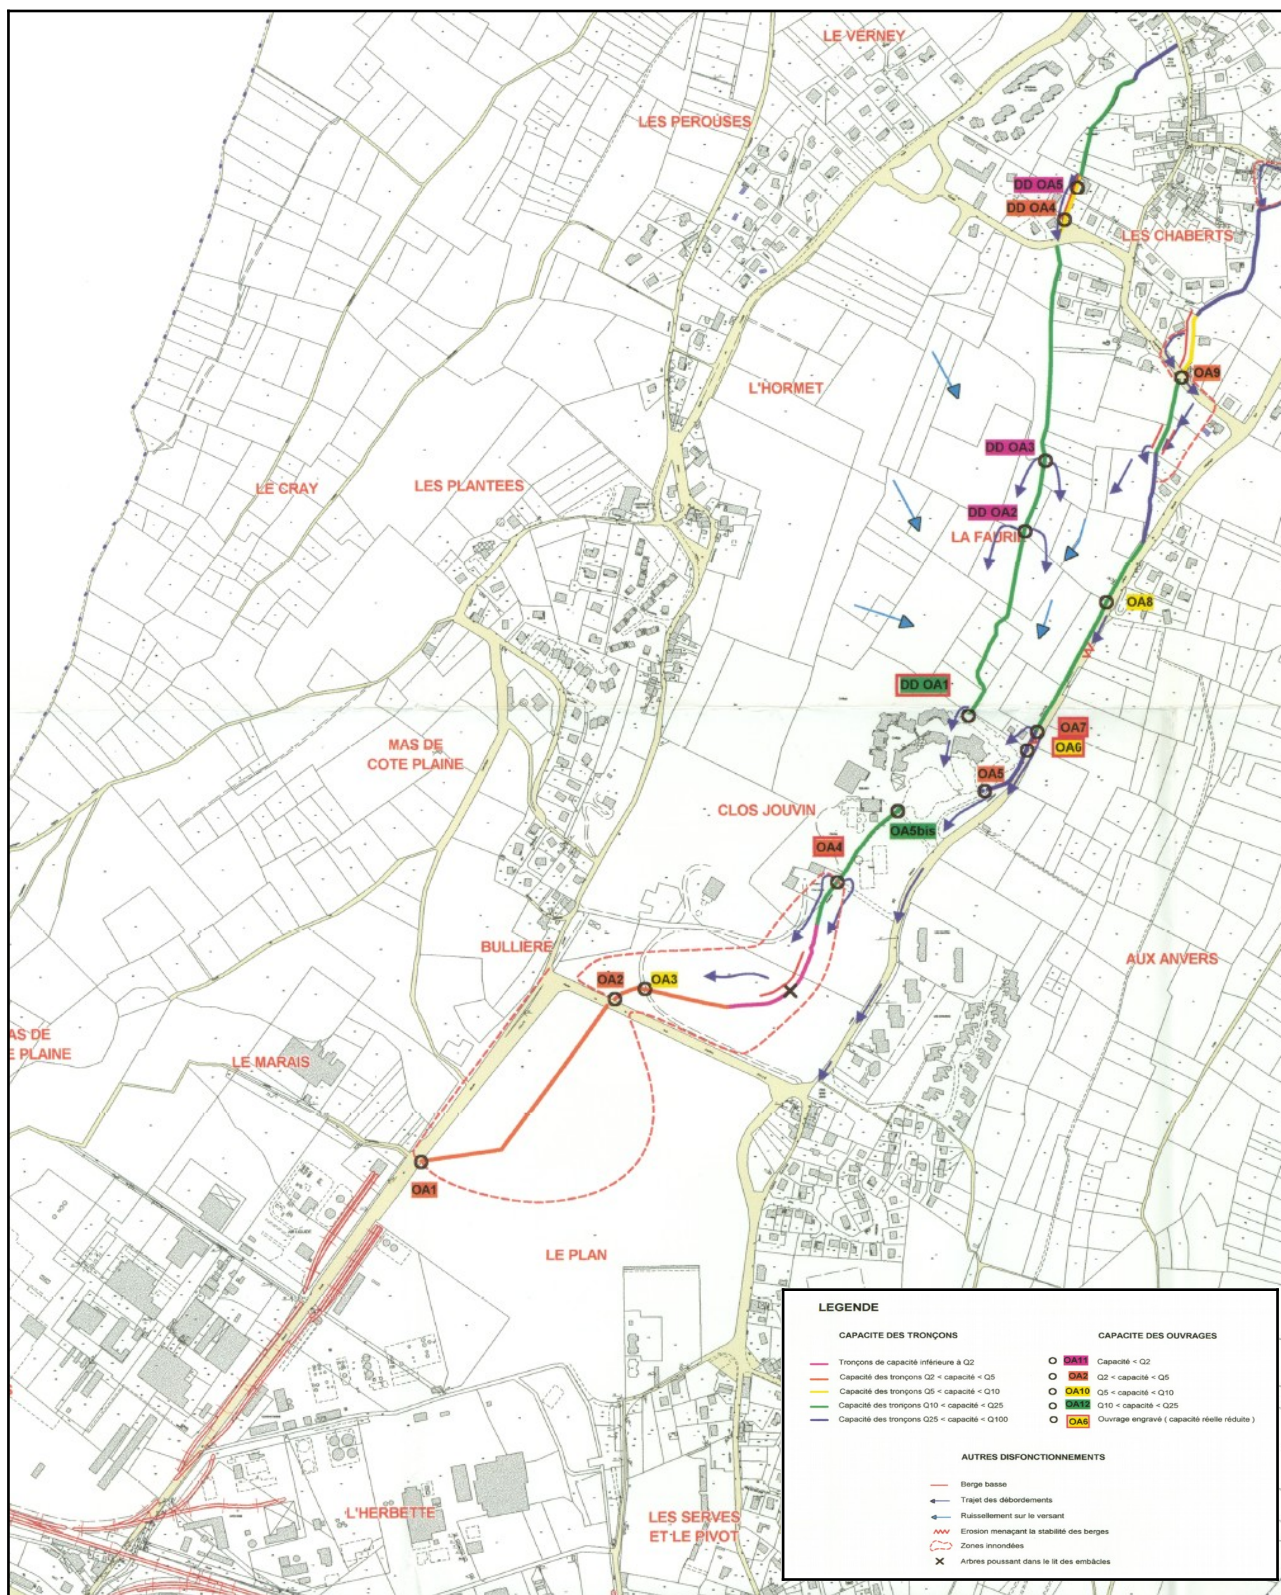 LE VERNEY
LES PEROUSES
DD OA5
DD OA4
LES CHABERTS
L'HORMET
OA9
DD OA3
LE CRAY
LES PLANTEES
DD OA2
LA FAURIE
OA8
DD OA1
OA7
MAS DE
COTE PLAINE
OA6
OA5
CLOS JOUVIN
OA5bis
OA4
BULLIERE
AUX ANVERS
OA2
OA3
AS DE
E PLAINE
LE MARAIS
OA1
LE PLAN
L'HERBETTE
LES SERVES
ET LE PIVOT
LEGENDE
CAPACITE DES TRONÇONS
Tronçons de capacité inférieure à Q2
Capacité des tronçons Q2 < capacité < Q5
Capacité des tronçons Q5 < capacité < Q10
Capacité des tronçons Q10 < capacité < Q25
Capacité des tronçons Q25 < capacité < Q100
CAPACITE DES OUVRAGES
OA11 Capacité < Q2
OA2 Q2 < capacité < Q5
OA10 Q5 < capacité < Q10
OA12 Q10 < capacité < Q25
OA6 Ouvrage engravé ( capacité réelle réduite )
AUTRES DISFONCTIONNEMENTS
Berge basse
Trajet des débordements
Ruissellement sur le versant
Erosion menaçant la stabilité des berges
Zones innondées
Arbres poussant dans le lit des embâcles